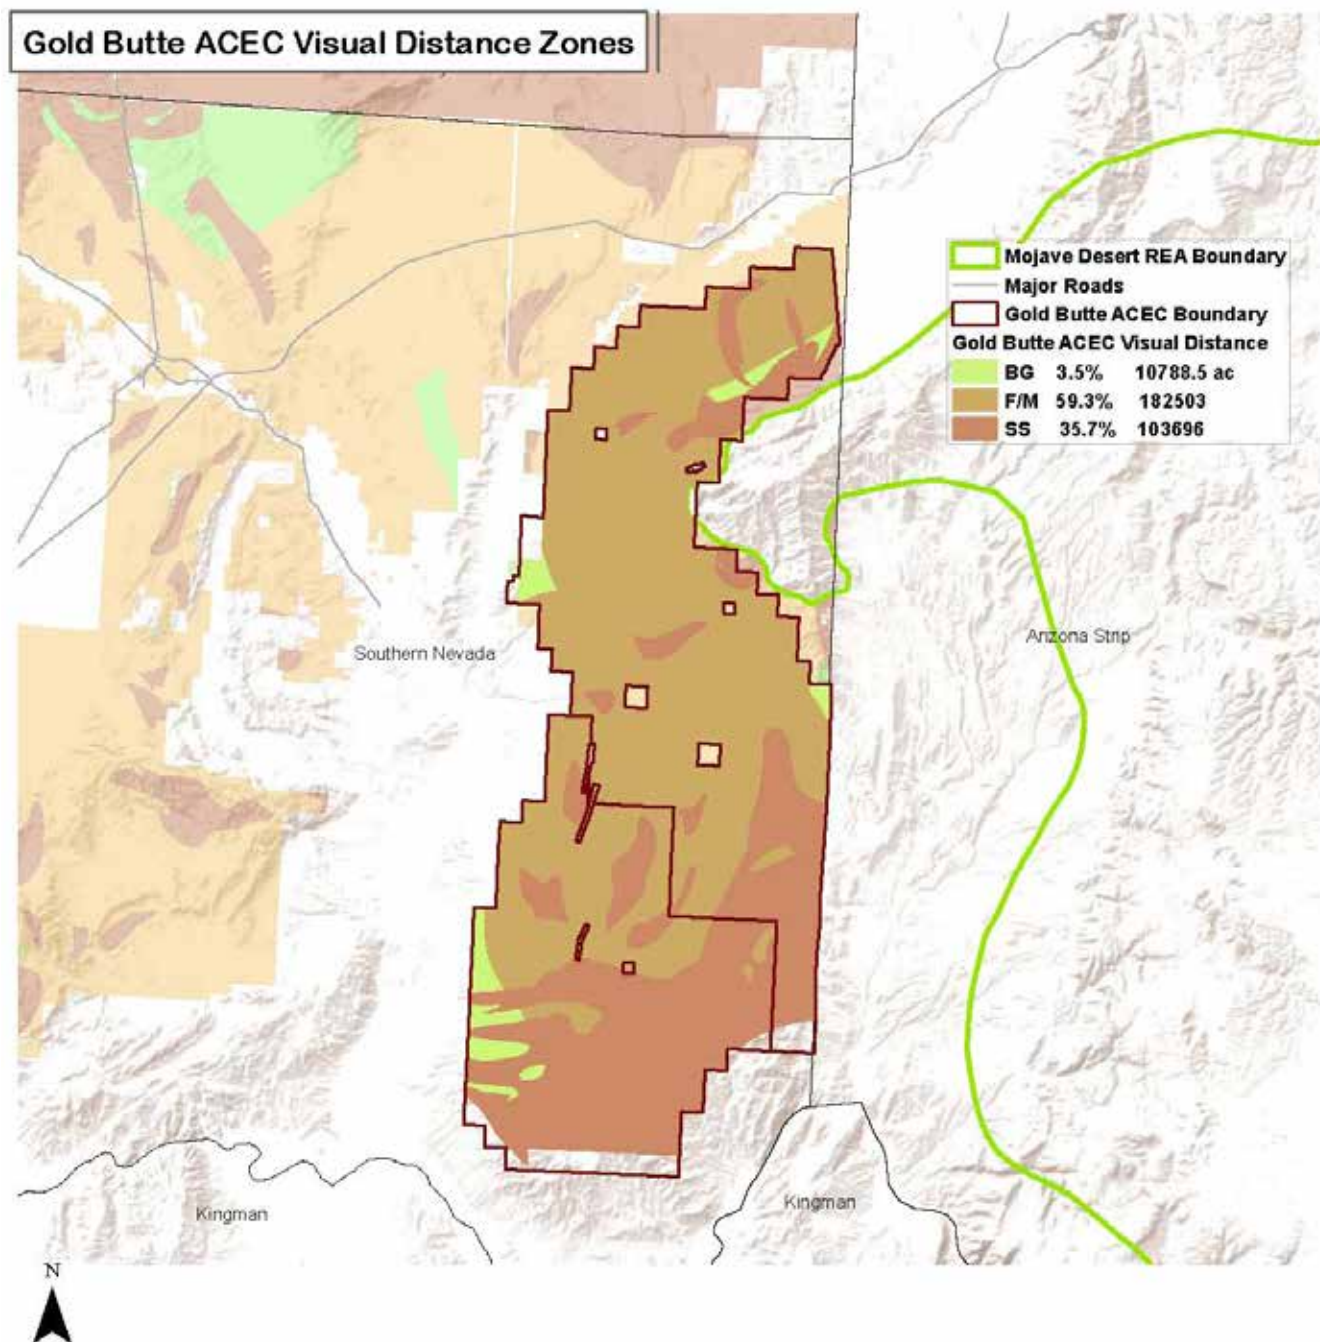 Gold Butte ACEC Visual Distance Zones
Mojave Desert REA Boundary
Major Roads
Gold Butte ACEC Boundary
Gold Butte ACEC Visual Distance
BG 3.5% 10788.5 ac
F/M 59.3% 182503
SS 35.7% 103696
Arizona Strip
Southern Nevada
Kingman
Kingman
N